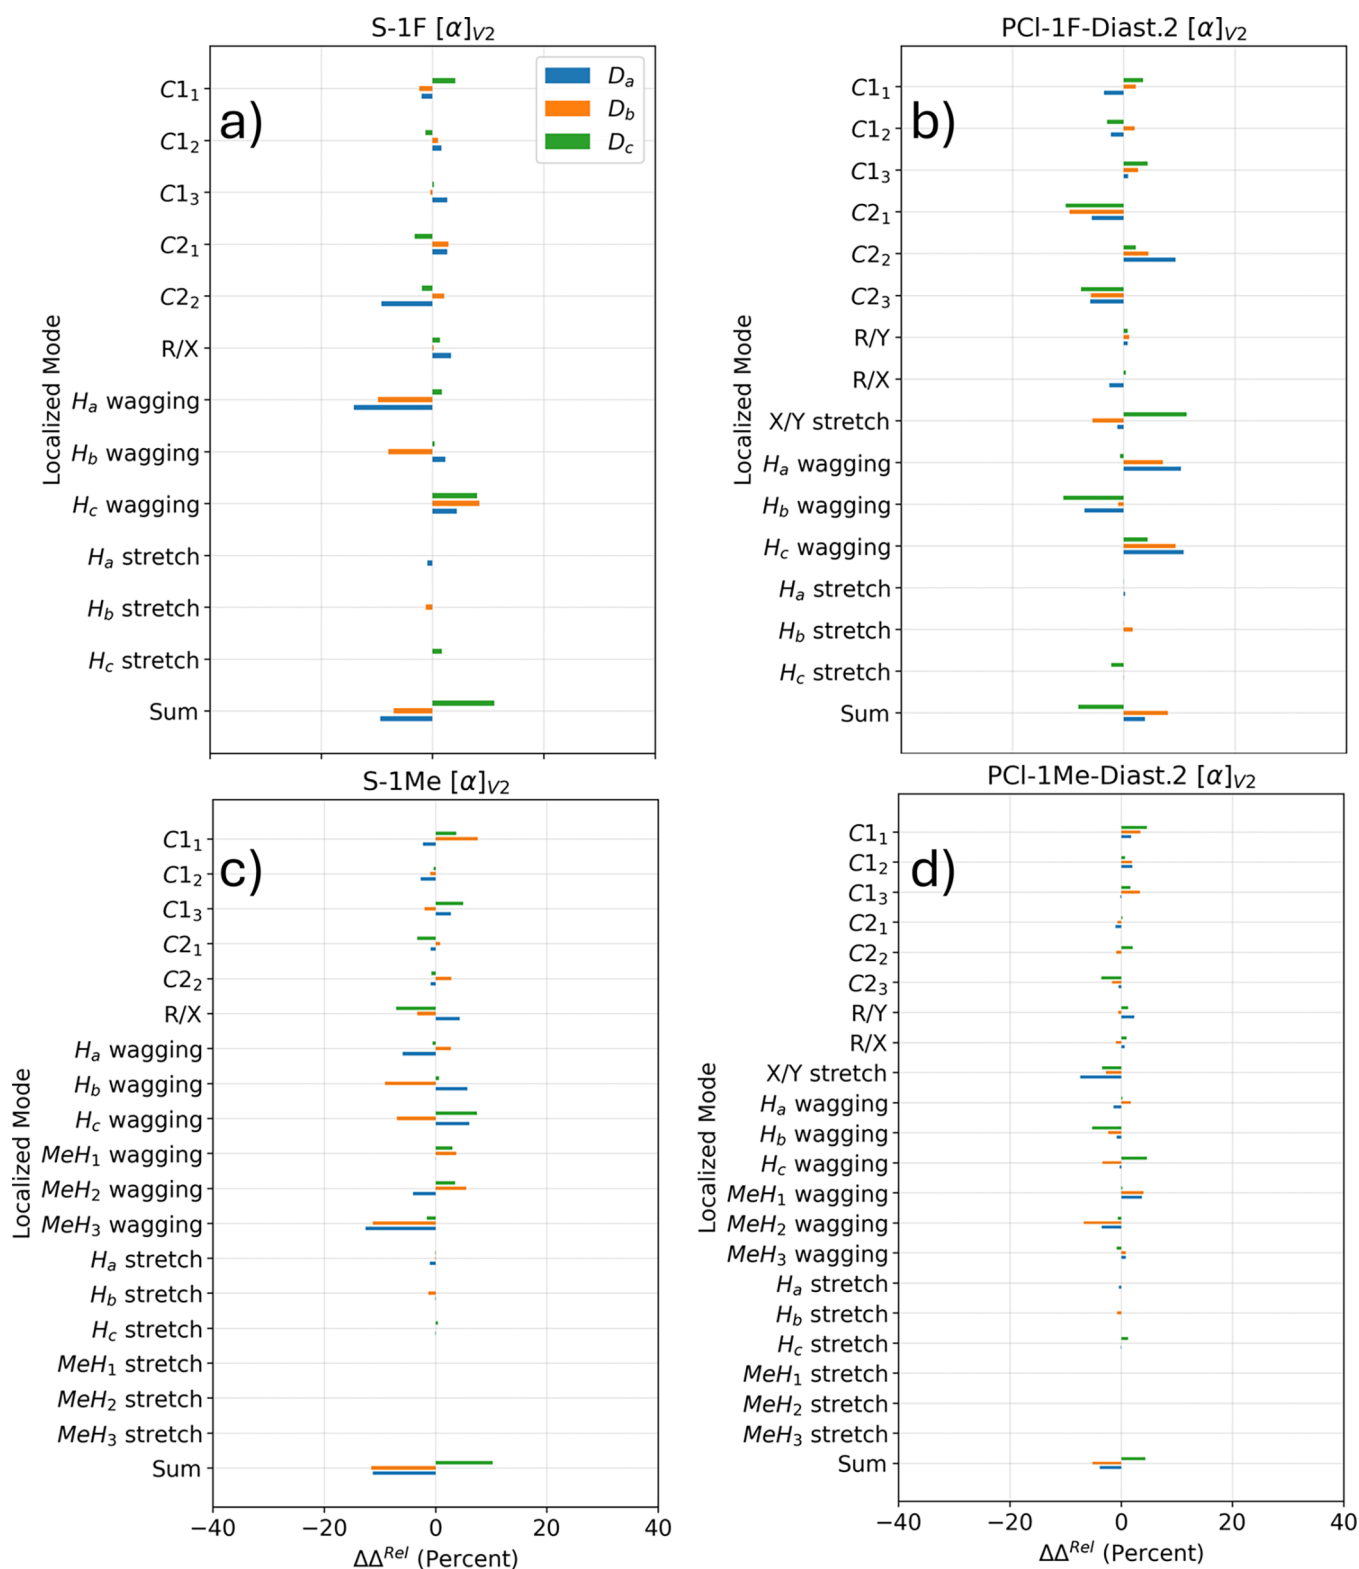 S-1F [α]V2
a)
Da
Db
Dc
C11
C12
C13
C21
C22
R/X
Ha wagging
Hb wagging
Hc wagging
Ha stretch
Hb stretch
Hc stretch
Sum
Localized Mode
PCl-1F-Diast.2 [α]V2
b)
C11
C12
C13
C21
C22
C23
R/Y
R/X
X/Y stretch
Ha wagging
Hb wagging
Hc wagging
Ha stretch
Hb stretch
Hc stretch
Sum
Localized Mode
S-1Me [α]V2
c)
C11
C12
C13
C21
C22
R/X
Ha wagging
Hb wagging
Hc wagging
MeH1 wagging
MeH2 wagging
MeH3 wagging
Ha stretch
Hb stretch
Hc stretch
MeH1 stretch
MeH2 stretch
MeH3 stretch
Sum
Localized Mode
−40 −20 0 20 40
ΔΔRel (Percent)
PCl-1Me-Diast.2 [α]V2
d)
C11
C12
C13
C21
C22
C23
R/Y
R/X
X/Y stretch
Ha wagging
Hb wagging
Hc wagging
MeH1 wagging
MeH2 wagging
MeH3 wagging
Ha stretch
Hb stretch
Hc stretch
MeH1 stretch
MeH2 stretch
MeH3 stretch
Sum
Localized Mode
−40 −20 0 20 40
ΔΔRel (Percent)